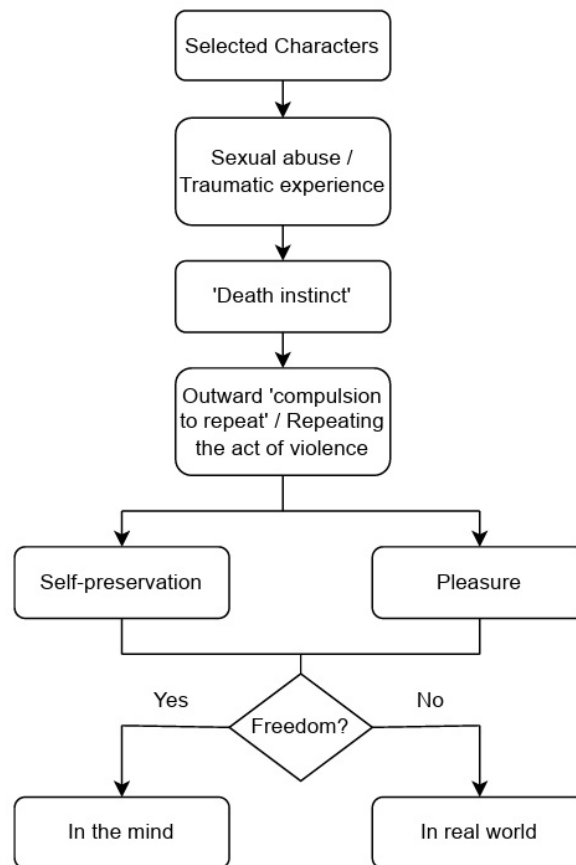 Selected Characters
Sexual abuse /
Traumatic experience
'Death instinct'
Outward 'compulsion
to repeat' / Repeating
the act of violence
Self-preservation
Pleasure
Yes
Freedom?
No
In the mind
In real world